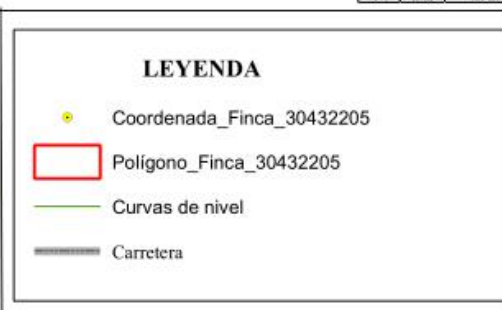 LEYENDA
Coordenada_Finca_30432205
Polígono_Finca_30432205
Curvas de nivel
Carretera